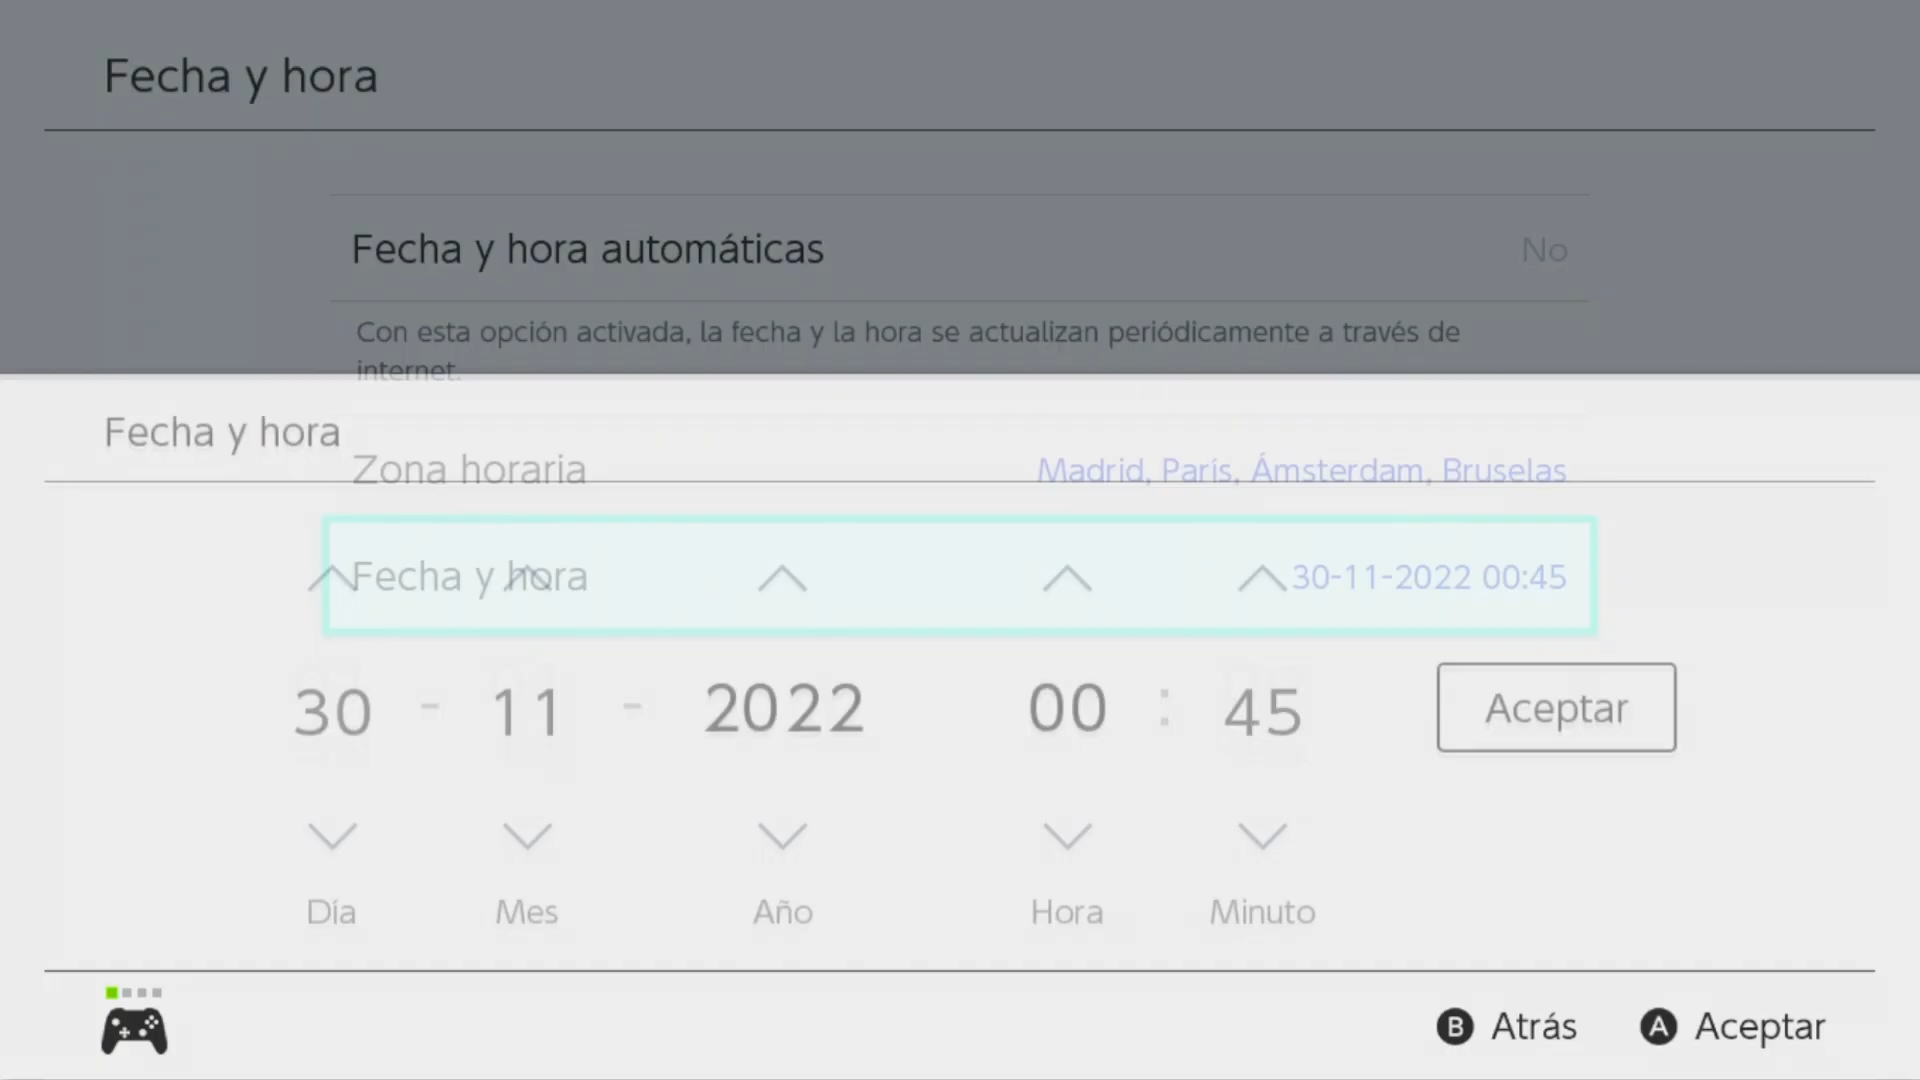 Fecha y hora
Fecha y hora automáticas No
Con esta opción activada, la fecha y la hora se actualizan periódicamente a través de
internet.
Fecha y hora
Zona horaria Madrid, París, Ámsterdam, Bruselas
Fecha y hora 30-11-2022 00:45
30 - 11 - 2022 00 : 45 Aceptar
Día Mes Año Hora Minuto
B Atrás A Aceptar